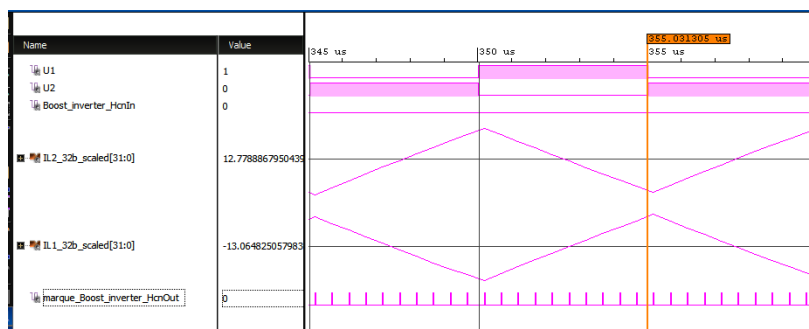 355.031305 us
Name Value 345 us 350 us 355 us
U1 1
U2 0
Boost_inverter_HcnIn 0
IL2_32b_scaled[31:0] 12.7788867950439
IL1_32b_scaled[31:0] -13.064825057983
marque_Boost_inverter_HcnOut 0